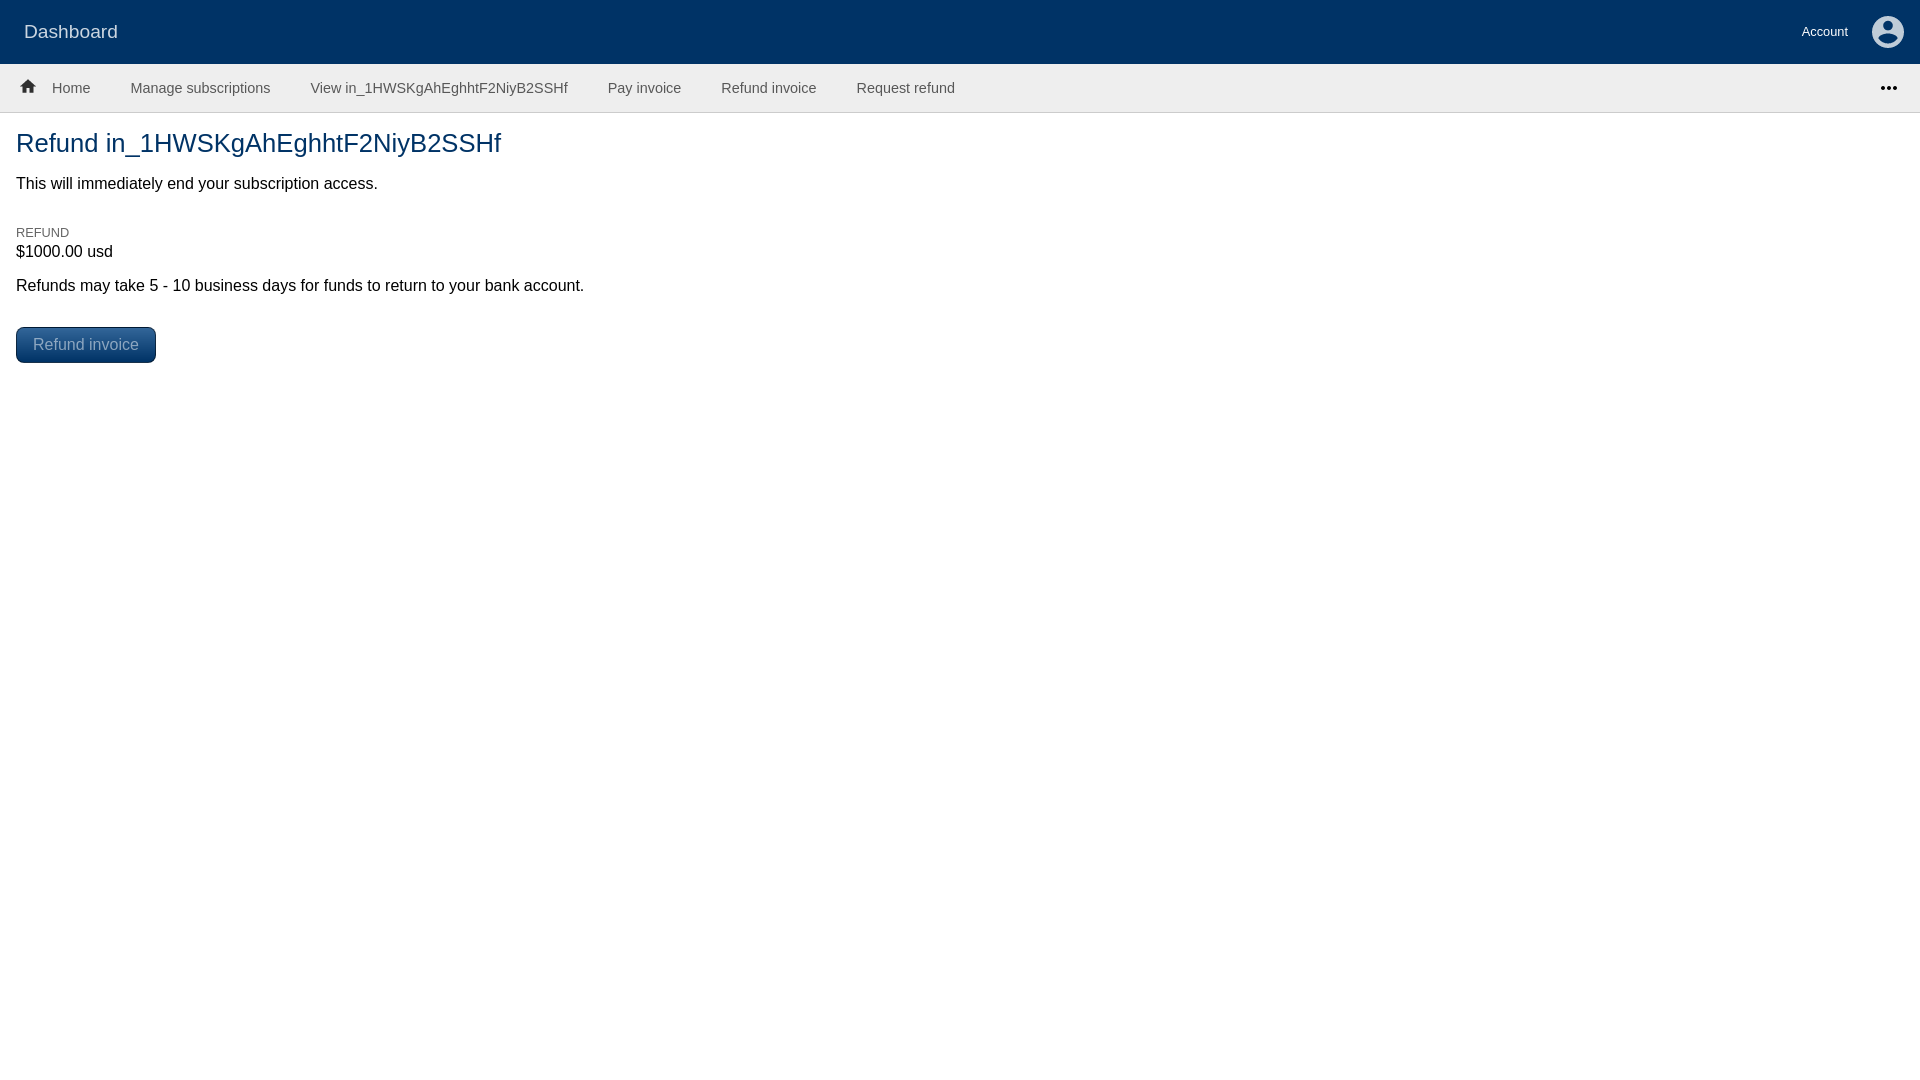 Dashboard
Account
Home
Manage subscriptions
View in_1HWSKgAhEghhtF2NiyB2SSHf
Pay invoice
Refund invoice
Request refund
Refund in_1HWSKgAhEghhtF2NiyB2SSHf
This will immediately end your subscription access.
REFUND
$1000.00 usd
Refunds may take 5 - 10 business days for funds to return to your bank account.
Refund invoice